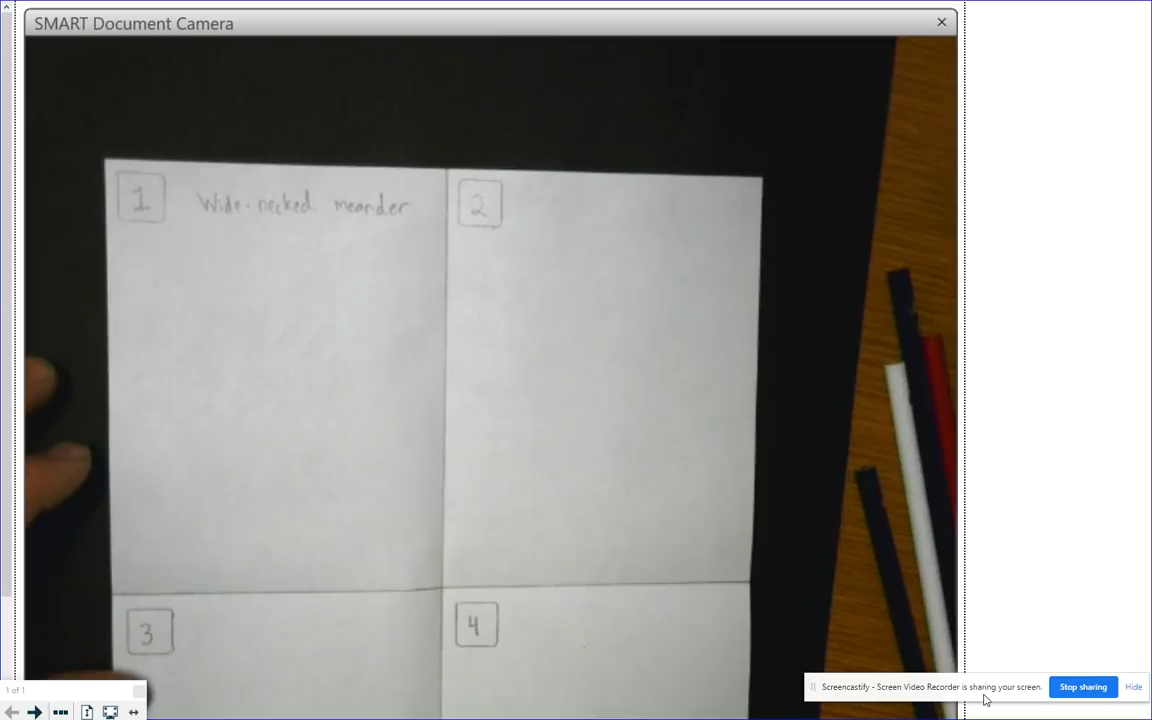 SMART Document Camera
1
Wide-necked meander
2
3
4
1 of 1
Screencastify - Screen Video Recorder is sharing your screen.
Stop sharing
Hide